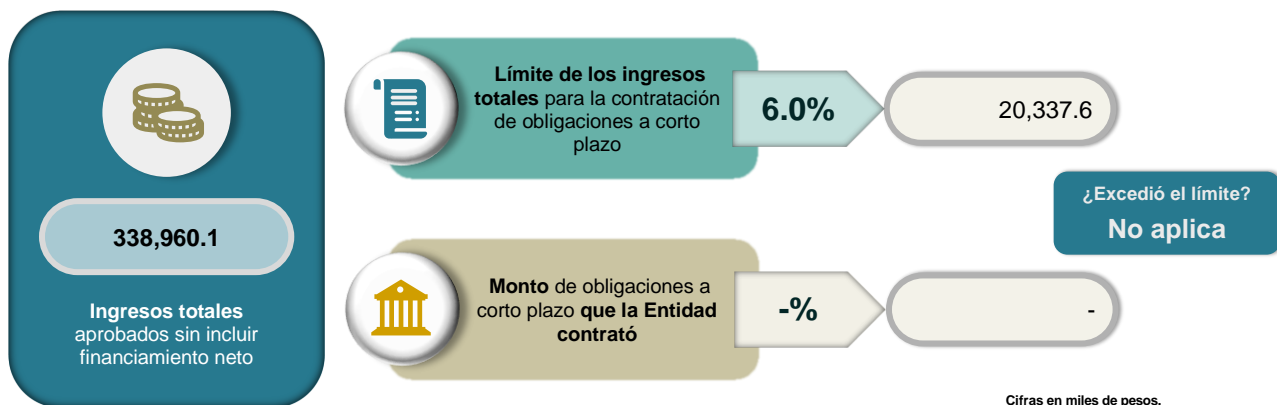 338,960.1
Ingresos totales
aprobados sin incluir
financiamiento neto
Límite de los ingresos
totales para la contratación
de obligaciones a corto
plazo
6.0%
20,337.6
¿Excedió el límite?
No aplica
Monto de obligaciones a
corto plazo que la Entidad
contrató
-%
-
Cifras en miles de pesos.